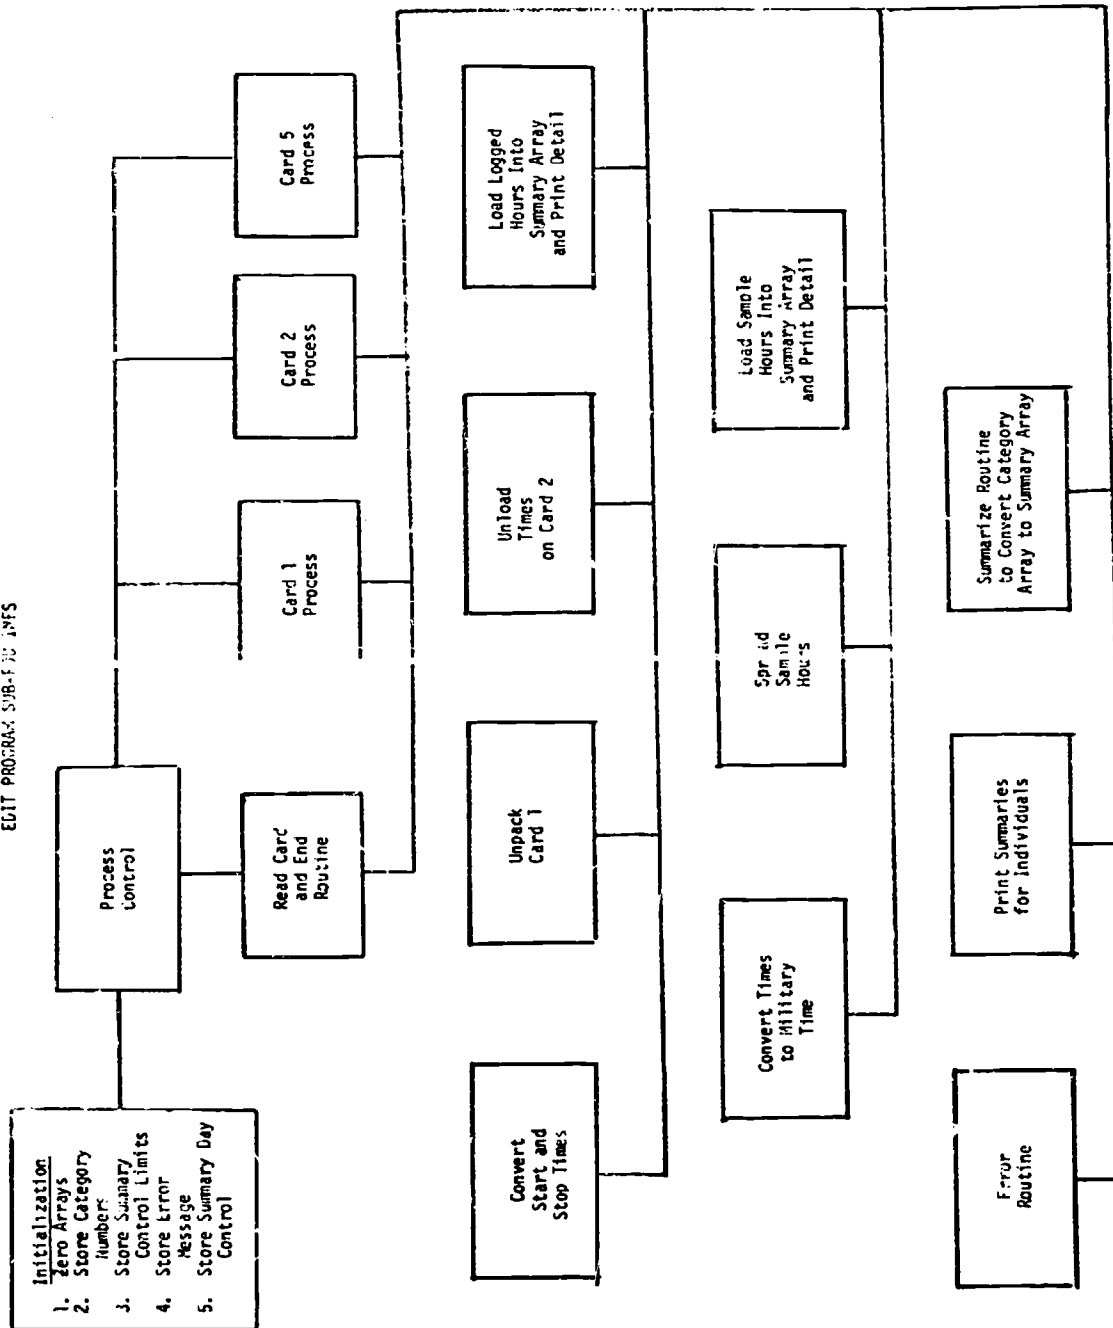 EDIT PROGRAM
Initialization
1. Zero Arrays
2. Store Category
Numbers
3. Store Summary
Control Limits
4. Store Error
Message
5. Store Summary Day
Control
Process
Control
Read Card
and End
Routine
Card 1
Process
Card 2
Process
Card 5
Process
Convert
Start and
Stop Times
Unpack
Card 1
Unload
Times
on Card 2
Load Logged
Hours Into
Summary Array
and Print Detail
Convert Times
to Military
Time
Sample
Hours
Load Sample
Hours Into
Summary Array
and Print Detail
Error
Routine
Print Summaries
for Individuals
Summarize Routine
to Convert Category
Array to Summary Array